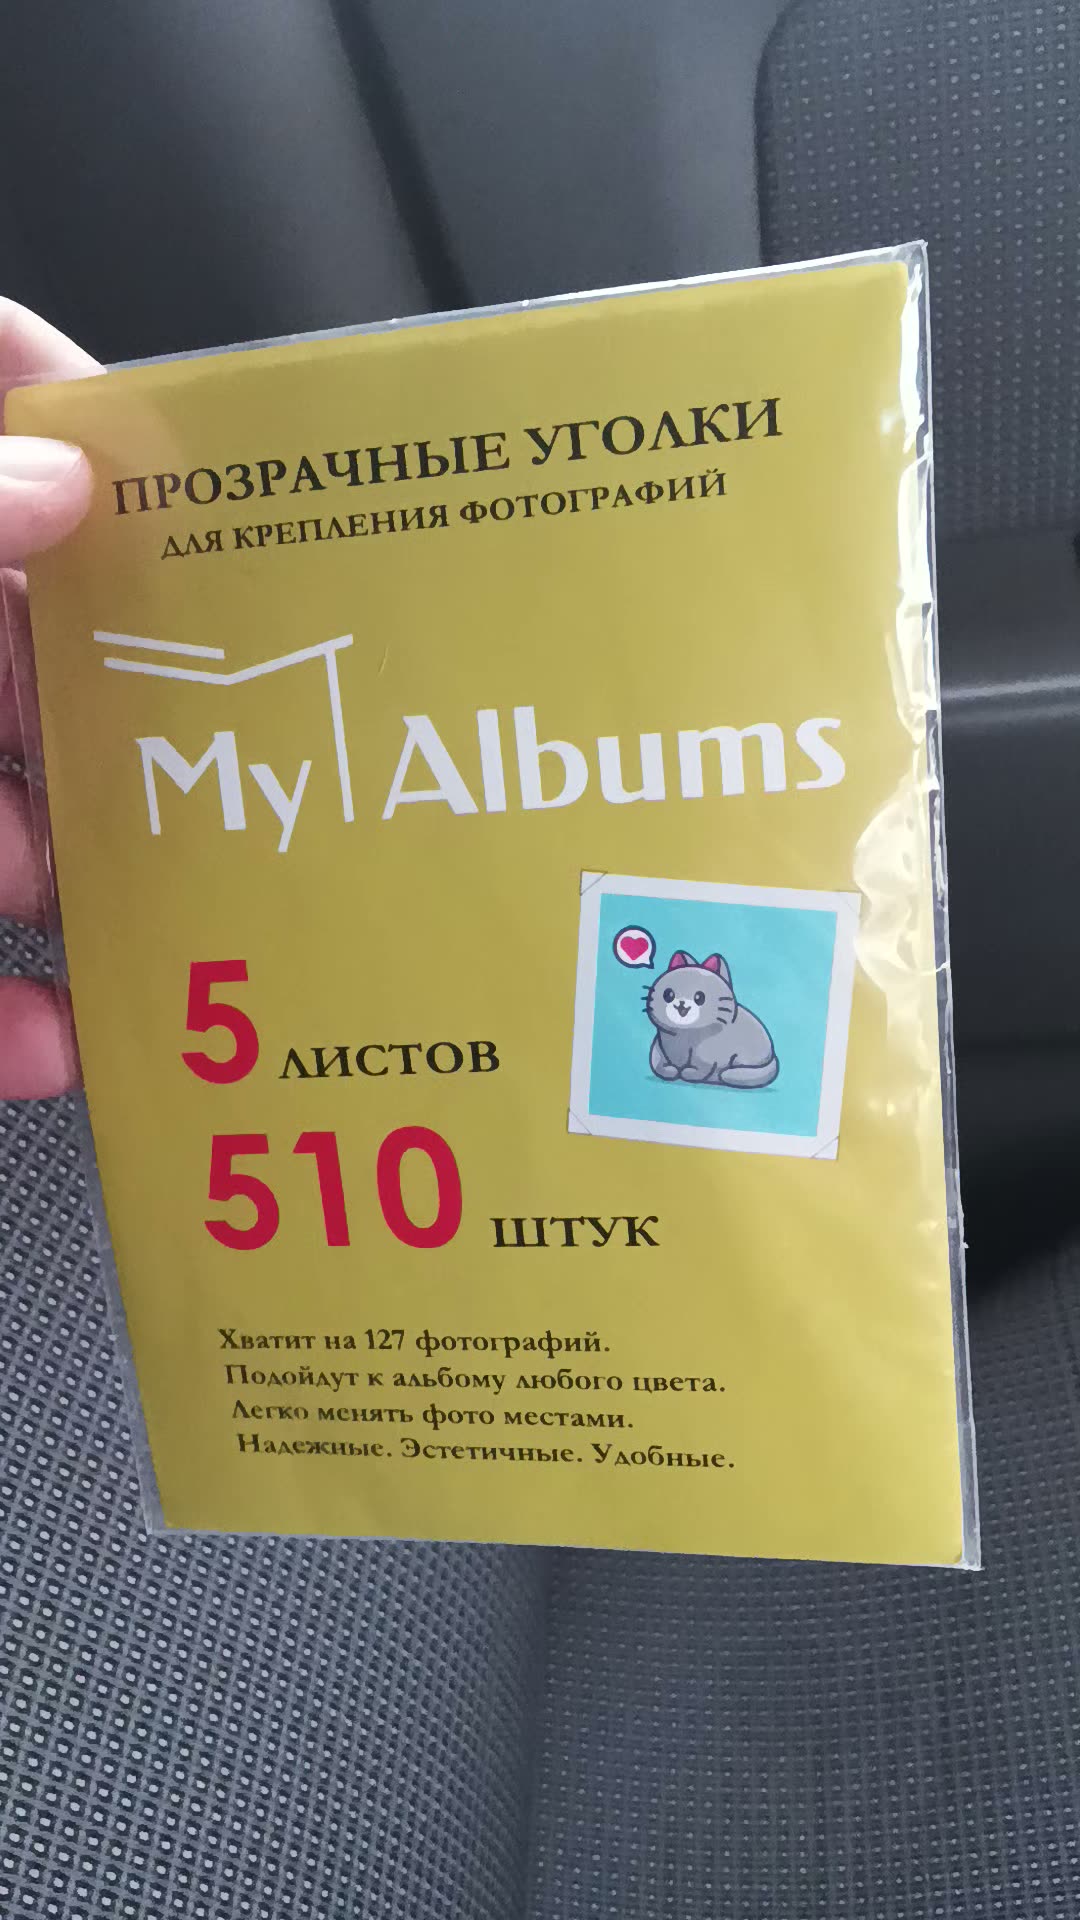 ПРОЗРАЧНЫЕ УГОЛКИ
ДЛЯ КРЕПЛЕНИЯ ФОТОГРАФИЙ
My Albums
5 ЛИСТОВ
510 ШТУК
Хватит на 127 фотографий.
Подойдут к альбому любого цвета.
Легко менять фото местами.
Надежные. Эстетичные. Удобные.